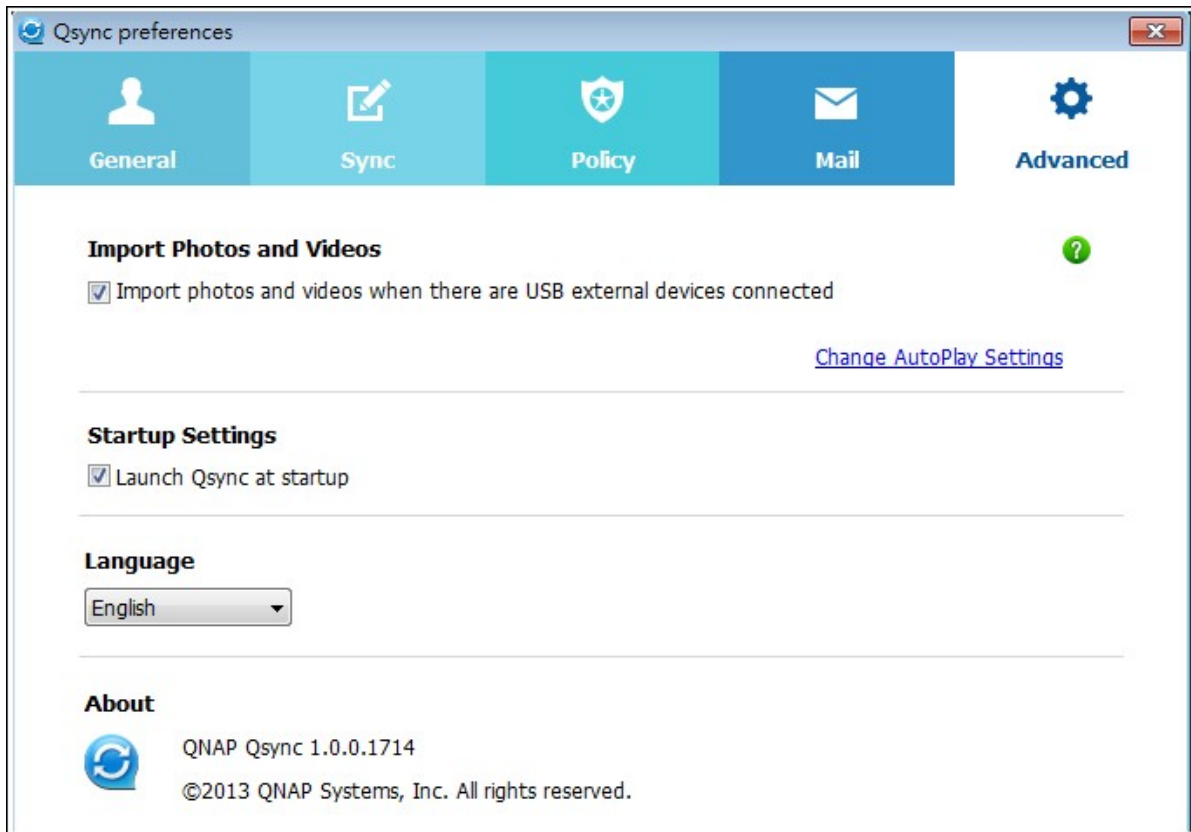 Qsync preferences
General
Sync
Policy
Mail
Advanced
Import Photos and Videos
?
Import photos and videos when there are USB external devices connected
Change AutoPlay Settings
Startup Settings
Launch Qsync at startup
Language
English
About
QNAP Qsync 1.0.0.1714
©2013 QNAP Systems, Inc. All rights reserved.